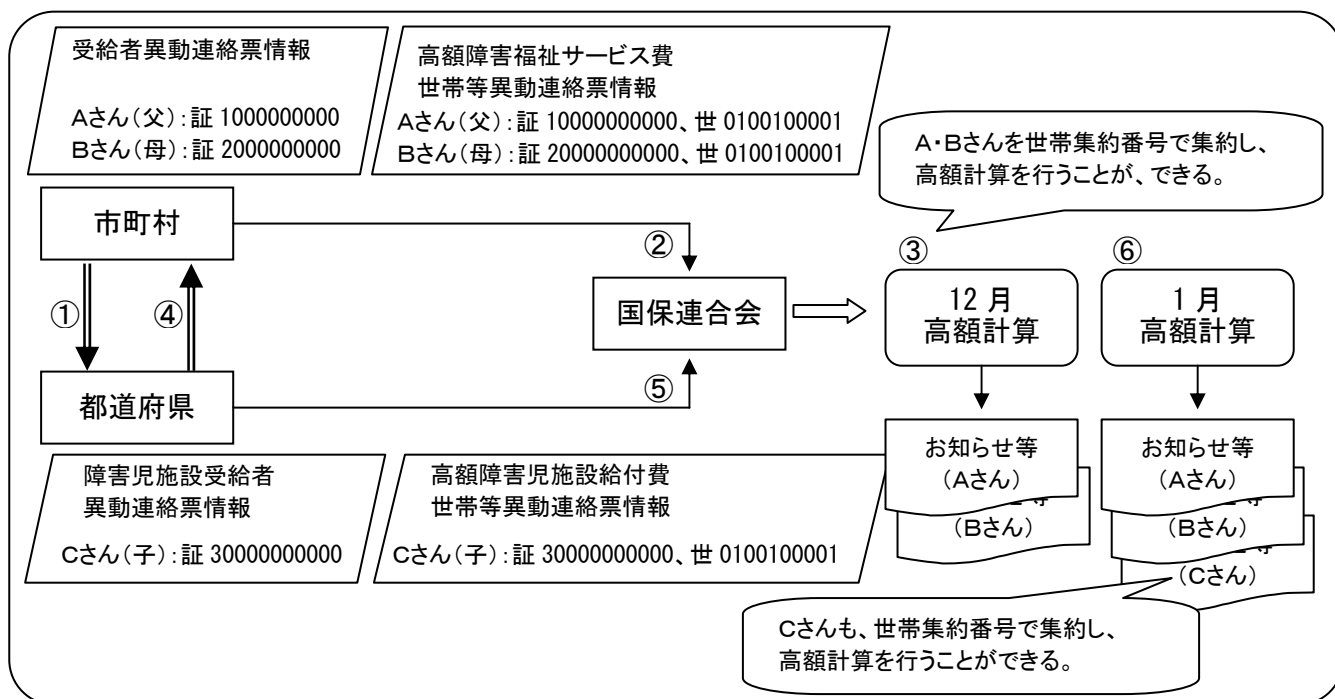 受給者異動連絡票情報
Aさん(父):証 1000000000
Bさん(母):証 2000000000
高額障害福祉サービス費
世帯等異動連絡票情報
Aさん(父):証 10000000000、世 0100100001
Bさん(母):証 20000000000、世 0100100001
A・Bさんを世帯集約番号で集約し、
高額計算を行うことが、できる。
市町村
②
③
⑥
①
④
国保連合会
12 月
高額計算
1 月
高額計算
⑤
都道府県
障害児施設受給者
異動連絡票情報
Cさん(子):証 30000000000
高額障害児施設給付費
世帯等異動連絡票情報
Cさん(子):証 30000000000、世 0100100001
お知らせ等
(Aさん)
等
(Bさん)
お知らせ等
(Aさん)
等
(Bさん)
等
(Cさん)
Cさんも、世帯集約番号で集約し、
高額計算を行うことができる。